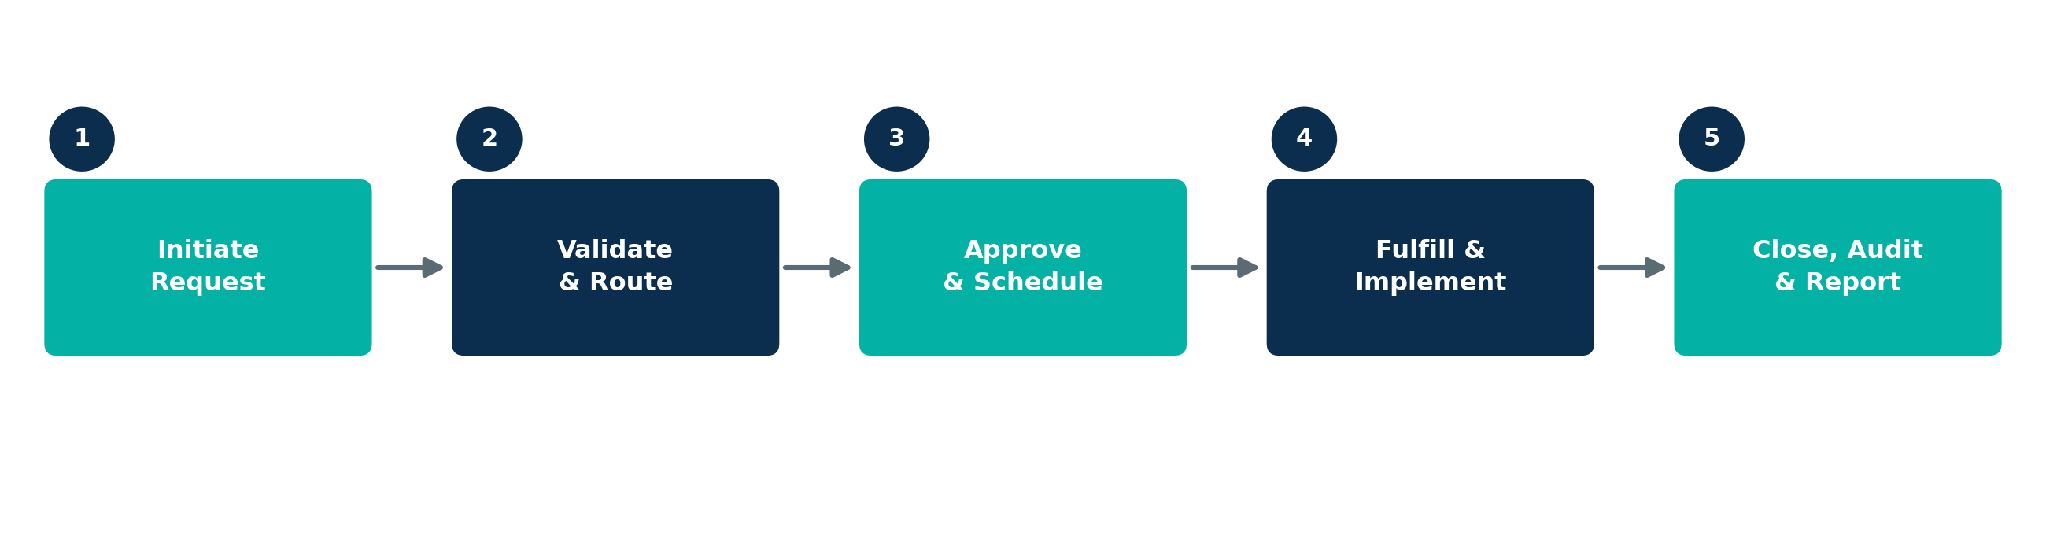 1
Initiate
Request
2
Validate
& Route
3
Approve
& Schedule
4
Fulfill &
Implement
5
Close, Audit
& Report